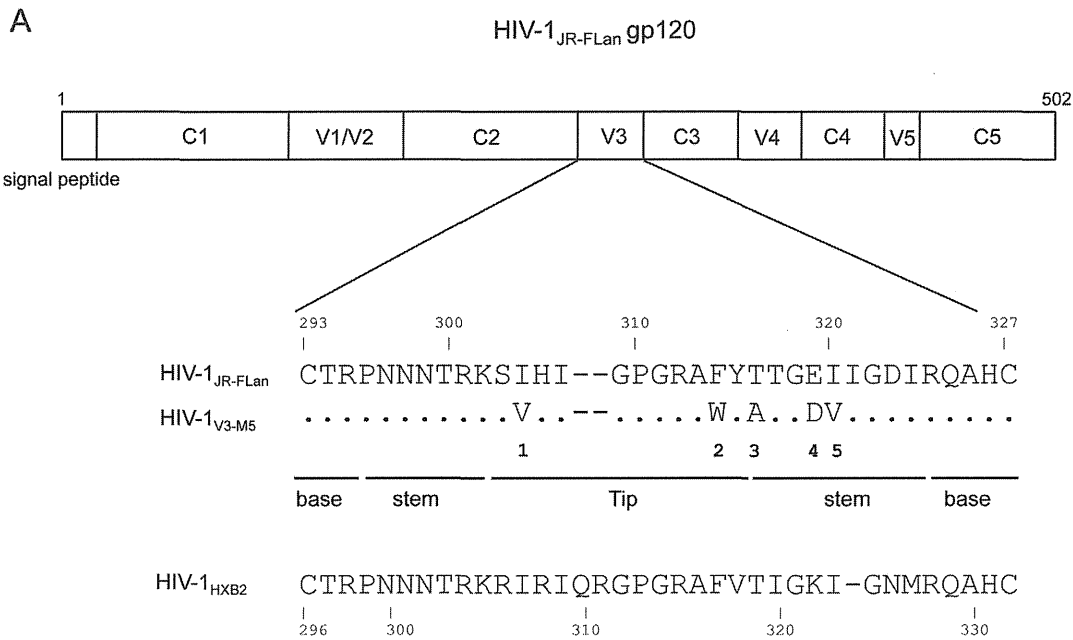 A
HIV-1JR-FLan gp120
1 502
C1 V1/V2 C2 V3 C3 V4 C4 V5 C5
signal peptide
293 300 310 320 327
HIV-1JR-FLan CTRPNNNTRKSIHI--GPGRAFYTTGEIIGDIRQAHC
HIV-1V3-M5 ...........V..--.....W.A..DV.........
1 2 3 4 5
base stem Tip stem base
HIV-1HXB2 CTRPNNNTRKRIRIQRGPGRAFVTIGKI-GNMRQAHC
296 300 310 320 330